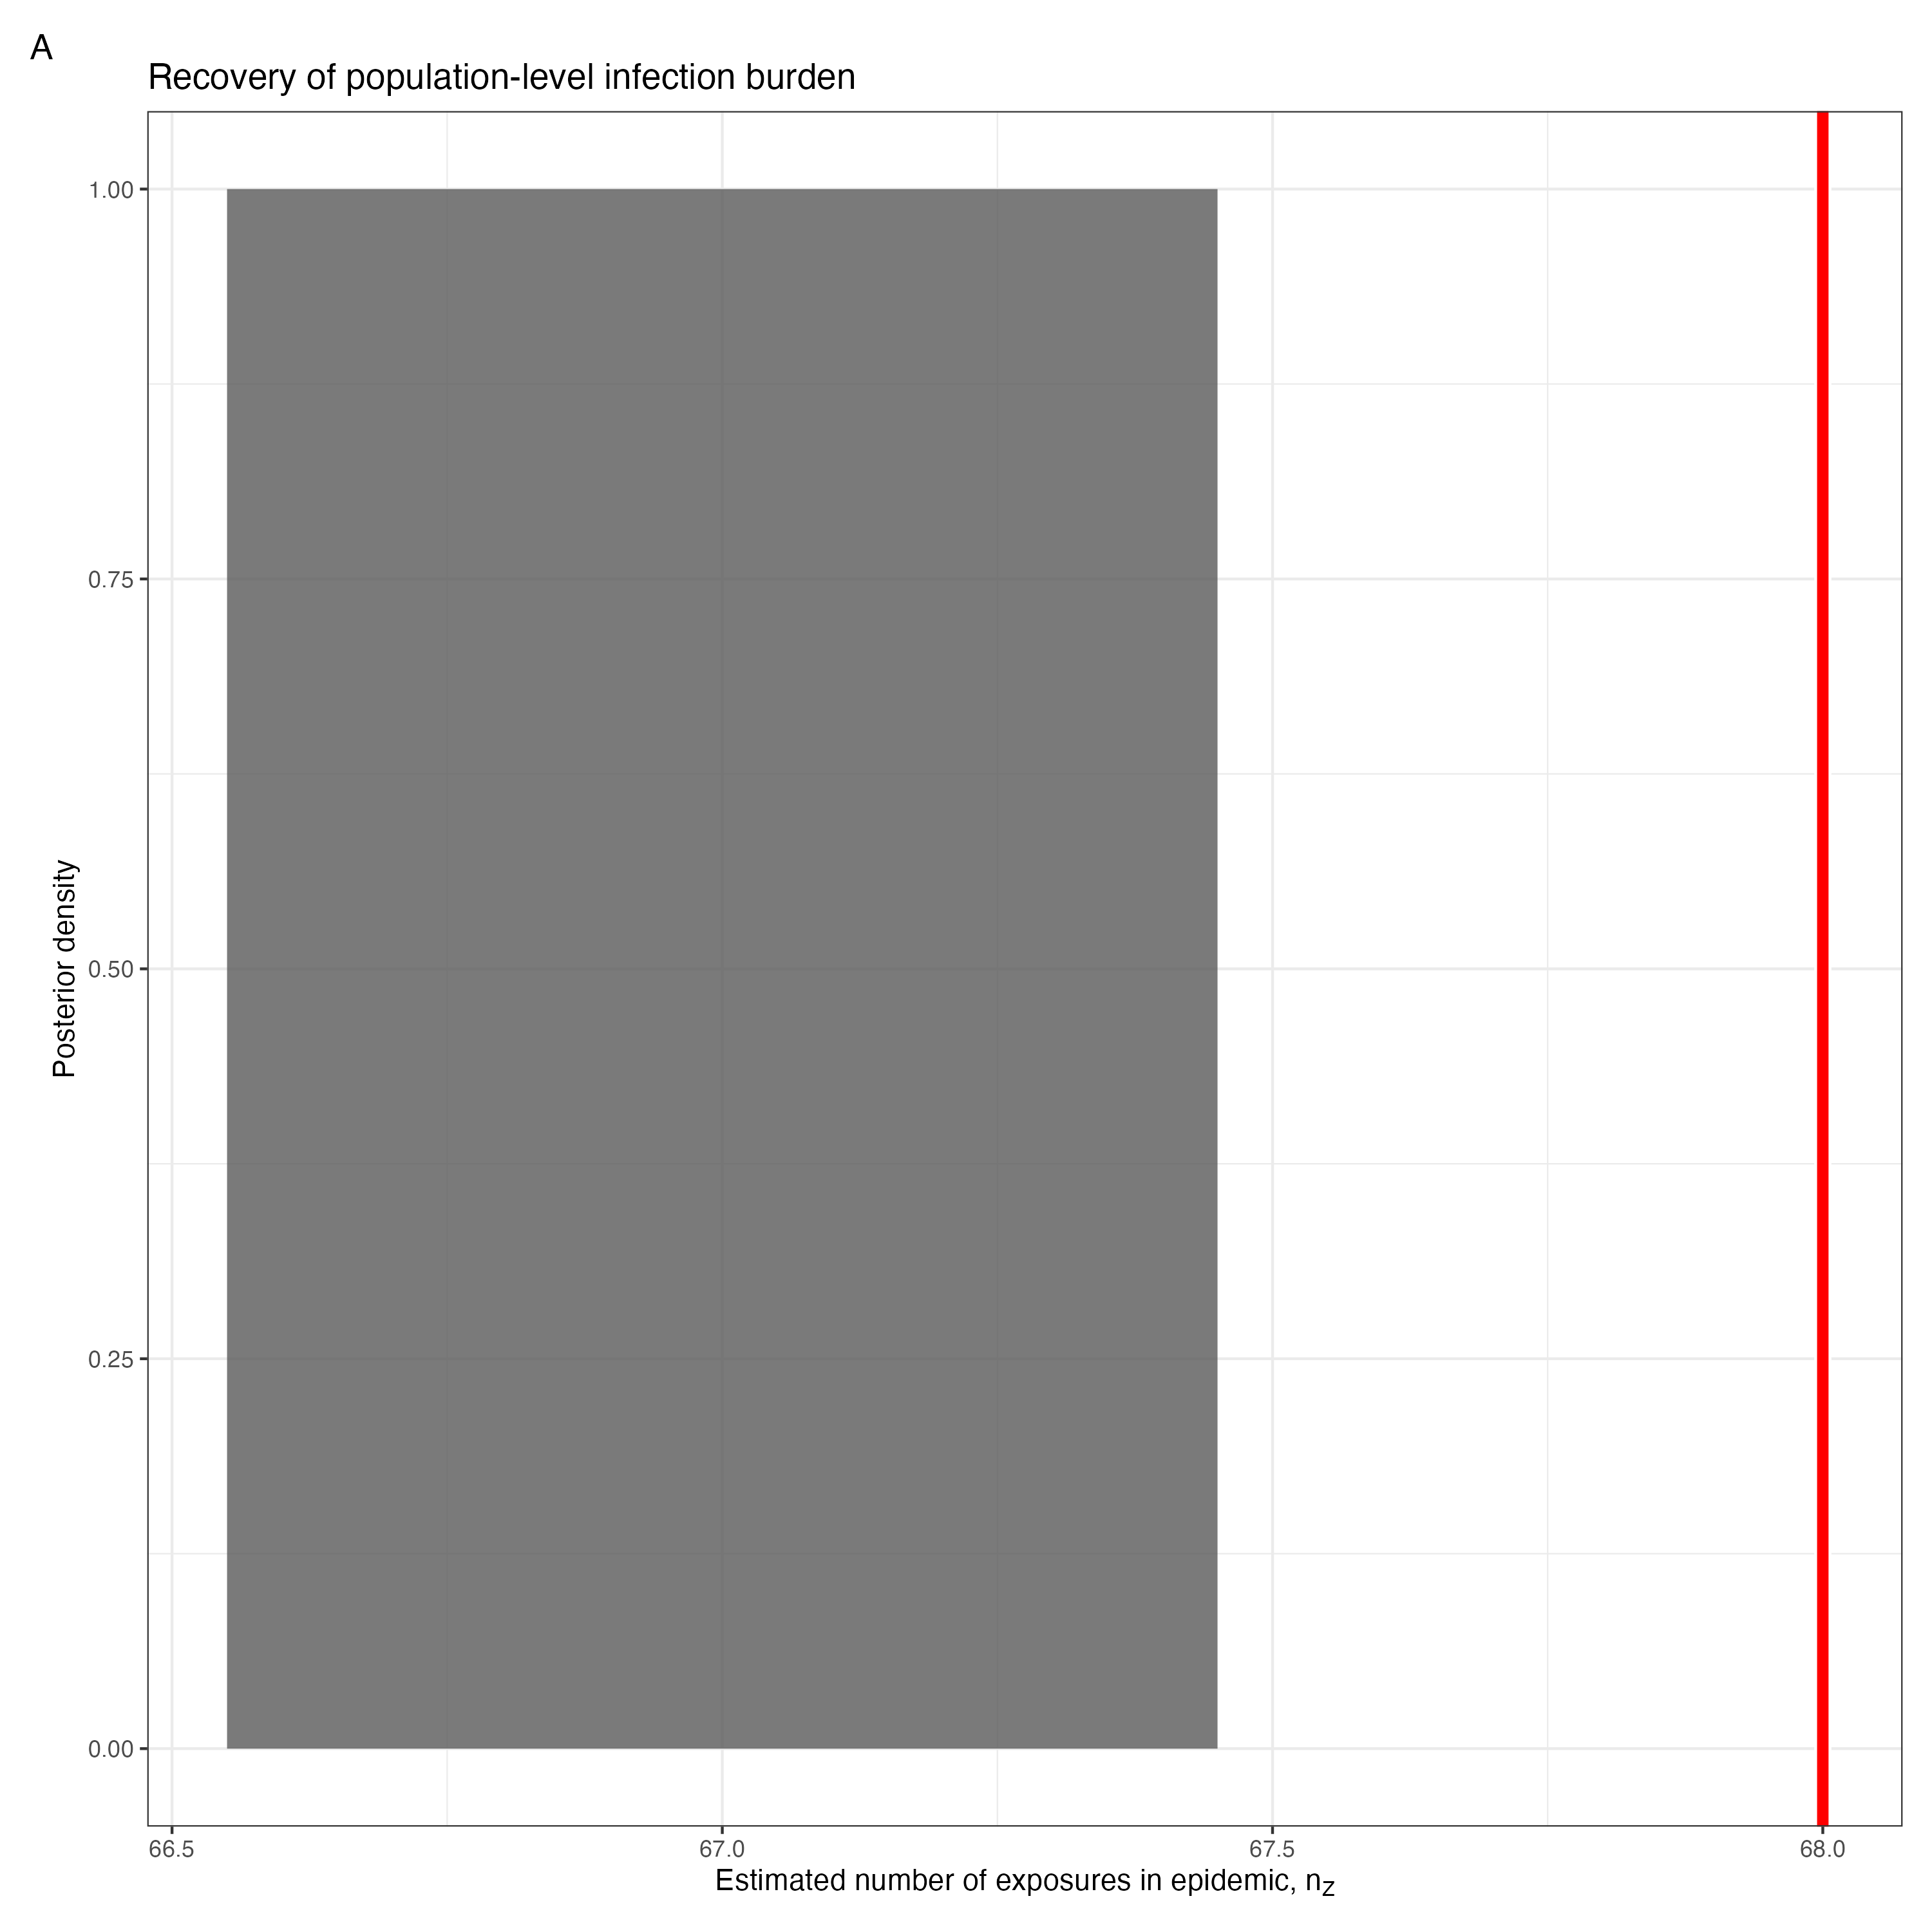 A
Recovery of population-level infection burden
1.00
0.75
0.50
0.25
0.00
Posterior density
66.5 67.0 67.5 68.0
Estimated number of exposures in epidemic, nZ